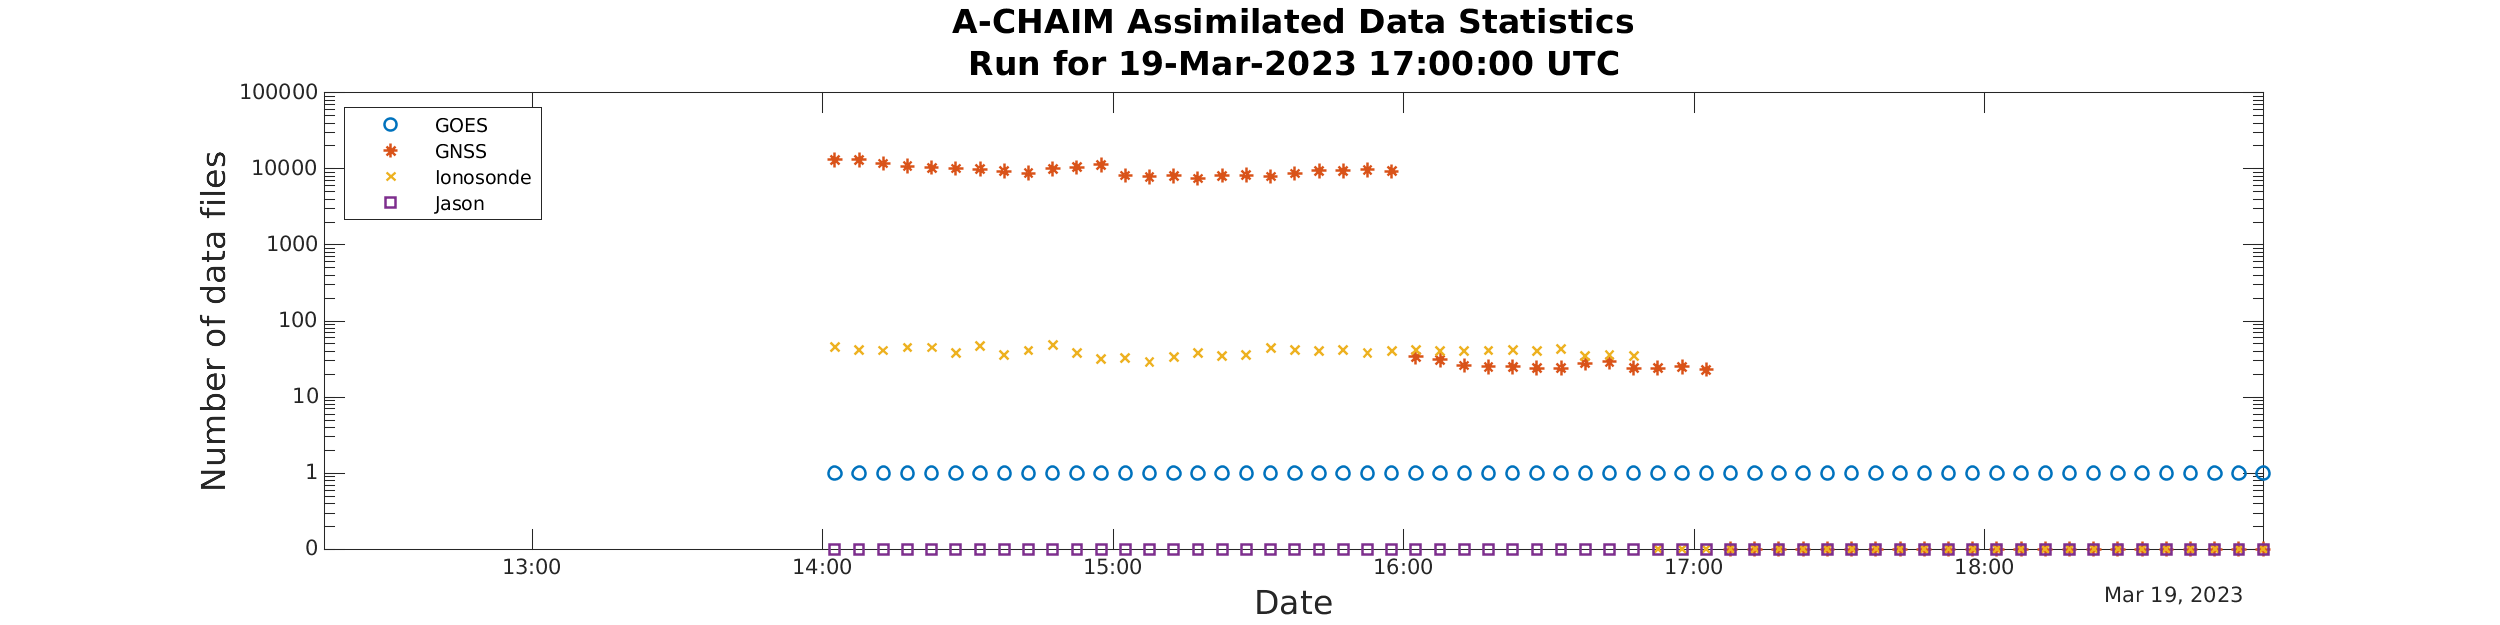 A-CHAIM Assimilated Data Statistics
Run for 19-Mar-2023 17:00:00 UTC
100000
10000
1000
100
10
1
0
Number of data files
GOES
GNSS
Ionosonde
Jason
13:00 14:00 15:00 16:00 17:00 18:00
Date
Mar 19, 2023